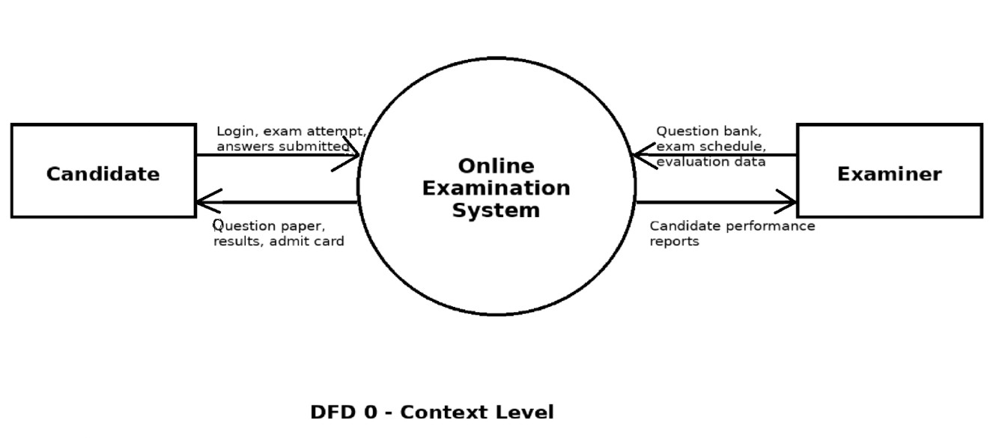 Login, exam attempt,
answers submitted.
Candidate
Question paper,
results, admit card
Online
Examination
System
Question bank,
exam schedule,
evaluation data
Examiner
Candidate performance
reports
DFD 0 - Context Level